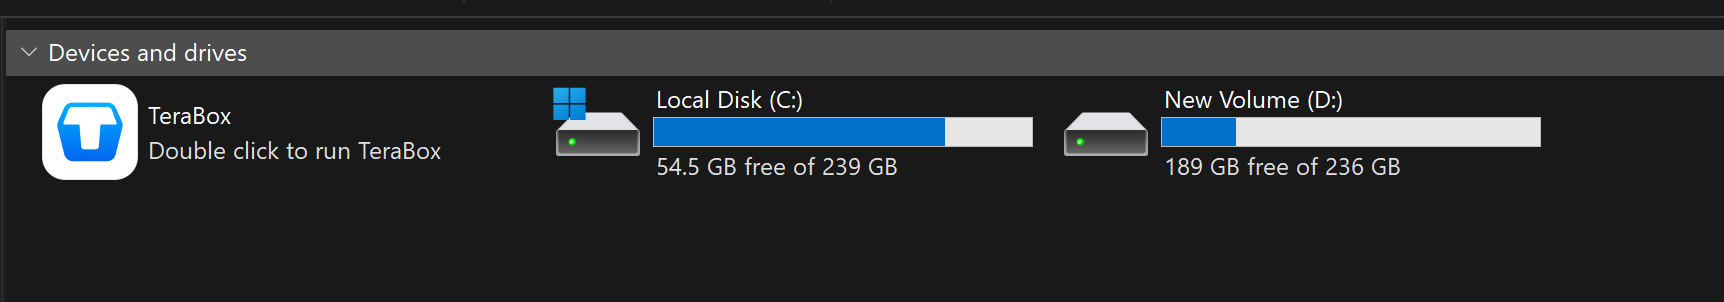 Devices and drives
TeraBox
Double click to run TeraBox
Local Disk (C:)
54.5 GB free of 239 GB
New Volume (D:)
189 GB free of 236 GB